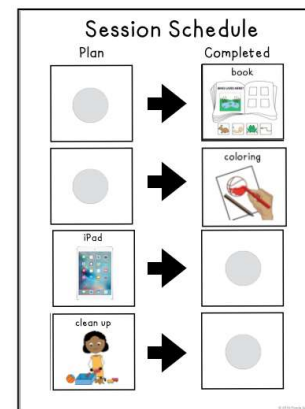 Session Schedule
Plan Completed
book
coloring
iPad
clean up